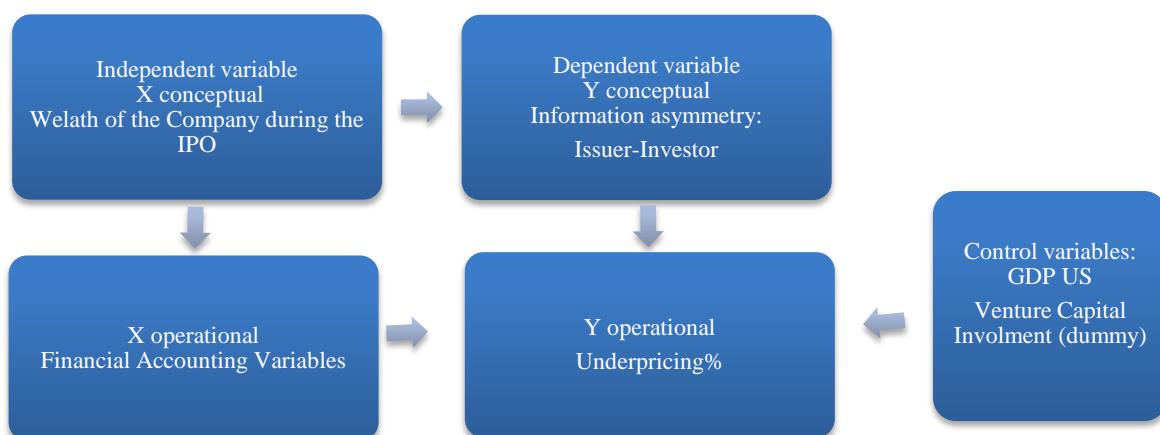 Independent variable
X conceptual
Welath of the Company during the
IPO
Dependent variable
Y conceptual
Information asymmetry:
Issuer-Investor
X operational
Financial Accounting Variables
Y operational
Underpricing%
Control variables:
GDP US
Venture Capital
Involment (dummy)